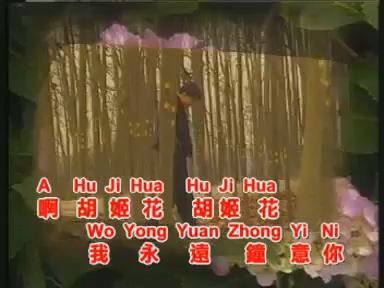 A Hu Ji Hua Hu Ji Hua
啊 胡 姬 花 胡 姬 花
Wo Yong Yuan Zhong Yi Ni
我 永 遠 鐘 意 你